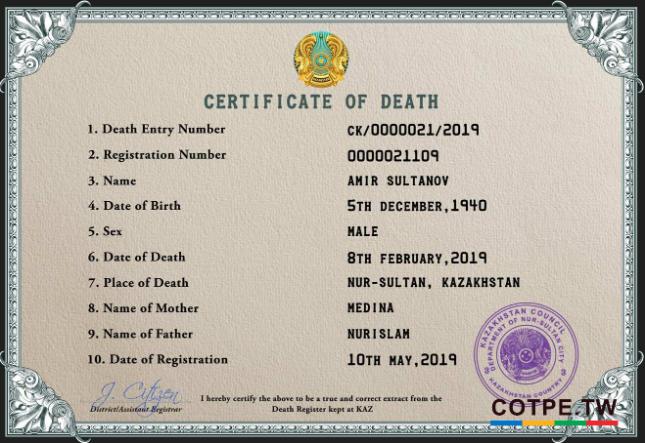 CERTIFICATE OF DEATH
1. Death Entry Number CK/0000021/2019
2. Registration Number 0000021109
3. Name AMIR SULTANOV
4. Date of Birth 5TH DECEMBER,1940
5. Sex MALE
6. Date of Death 8TH FEBRUARY,2019
7. Place of Death NUR-SULTAN, KAZAKHSTAN
8. Name of Mother MEDINA
9. Name of Father NURISLAM
10. Date of Registration 10TH MAY,2019
KAZAKHSTAN COUNCIL
DEPARTMENT OF NUR-SULTAN CITY
KAZAKHSTAN COUNTRY
J. Citizen
District/Assistant Registrar
I hereby certify the above to be a true and correct extract from the
Death Register kept at KAZ
COTPE.TW